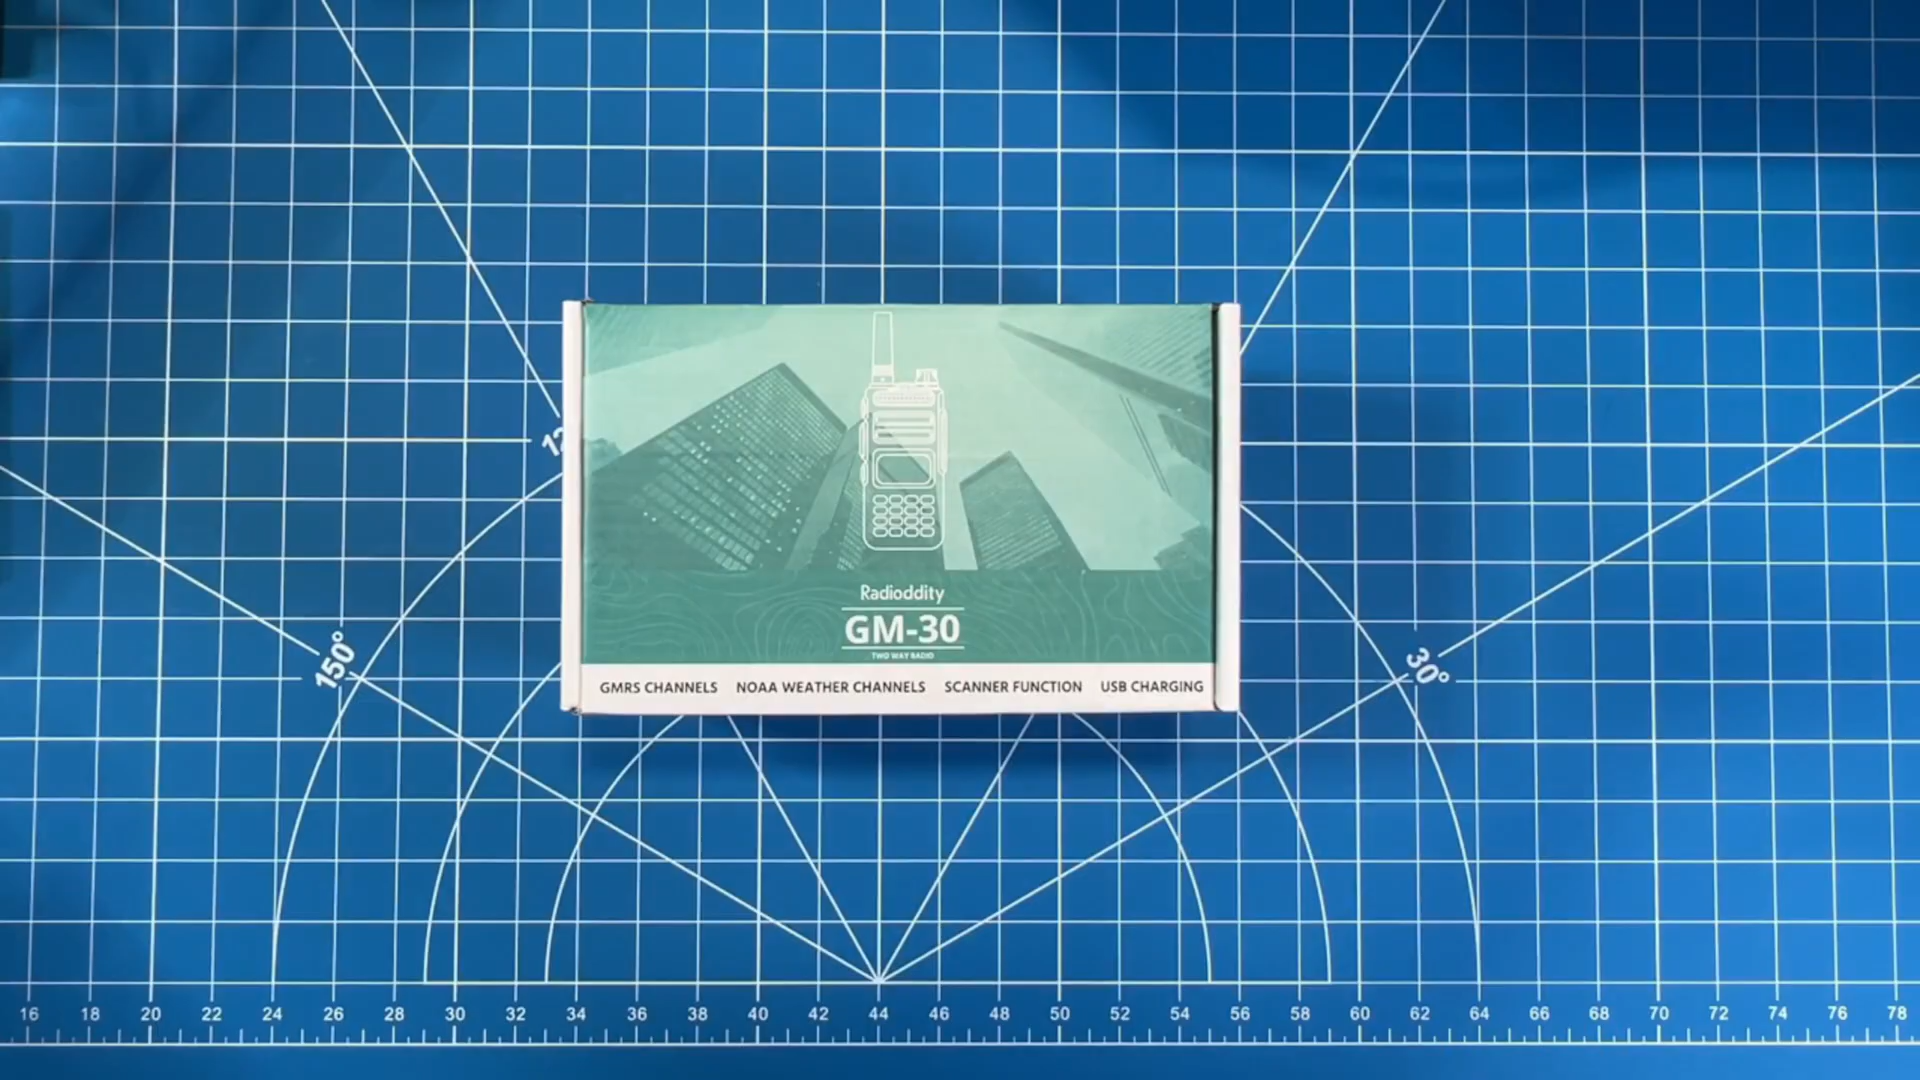 12
150°
30°
Radioddity
GM-30
TWO WAY RADIO
GMRS CHANNELS NOAA WEATHER CHANNELS SCANNER FUNCTION USB CHARGING
16 18 20 22 24 26 28 30 32 34 36 38 40 42 44 46 48 50 52 54 56 58 60 62 64 66 68 70 72 74 76 78